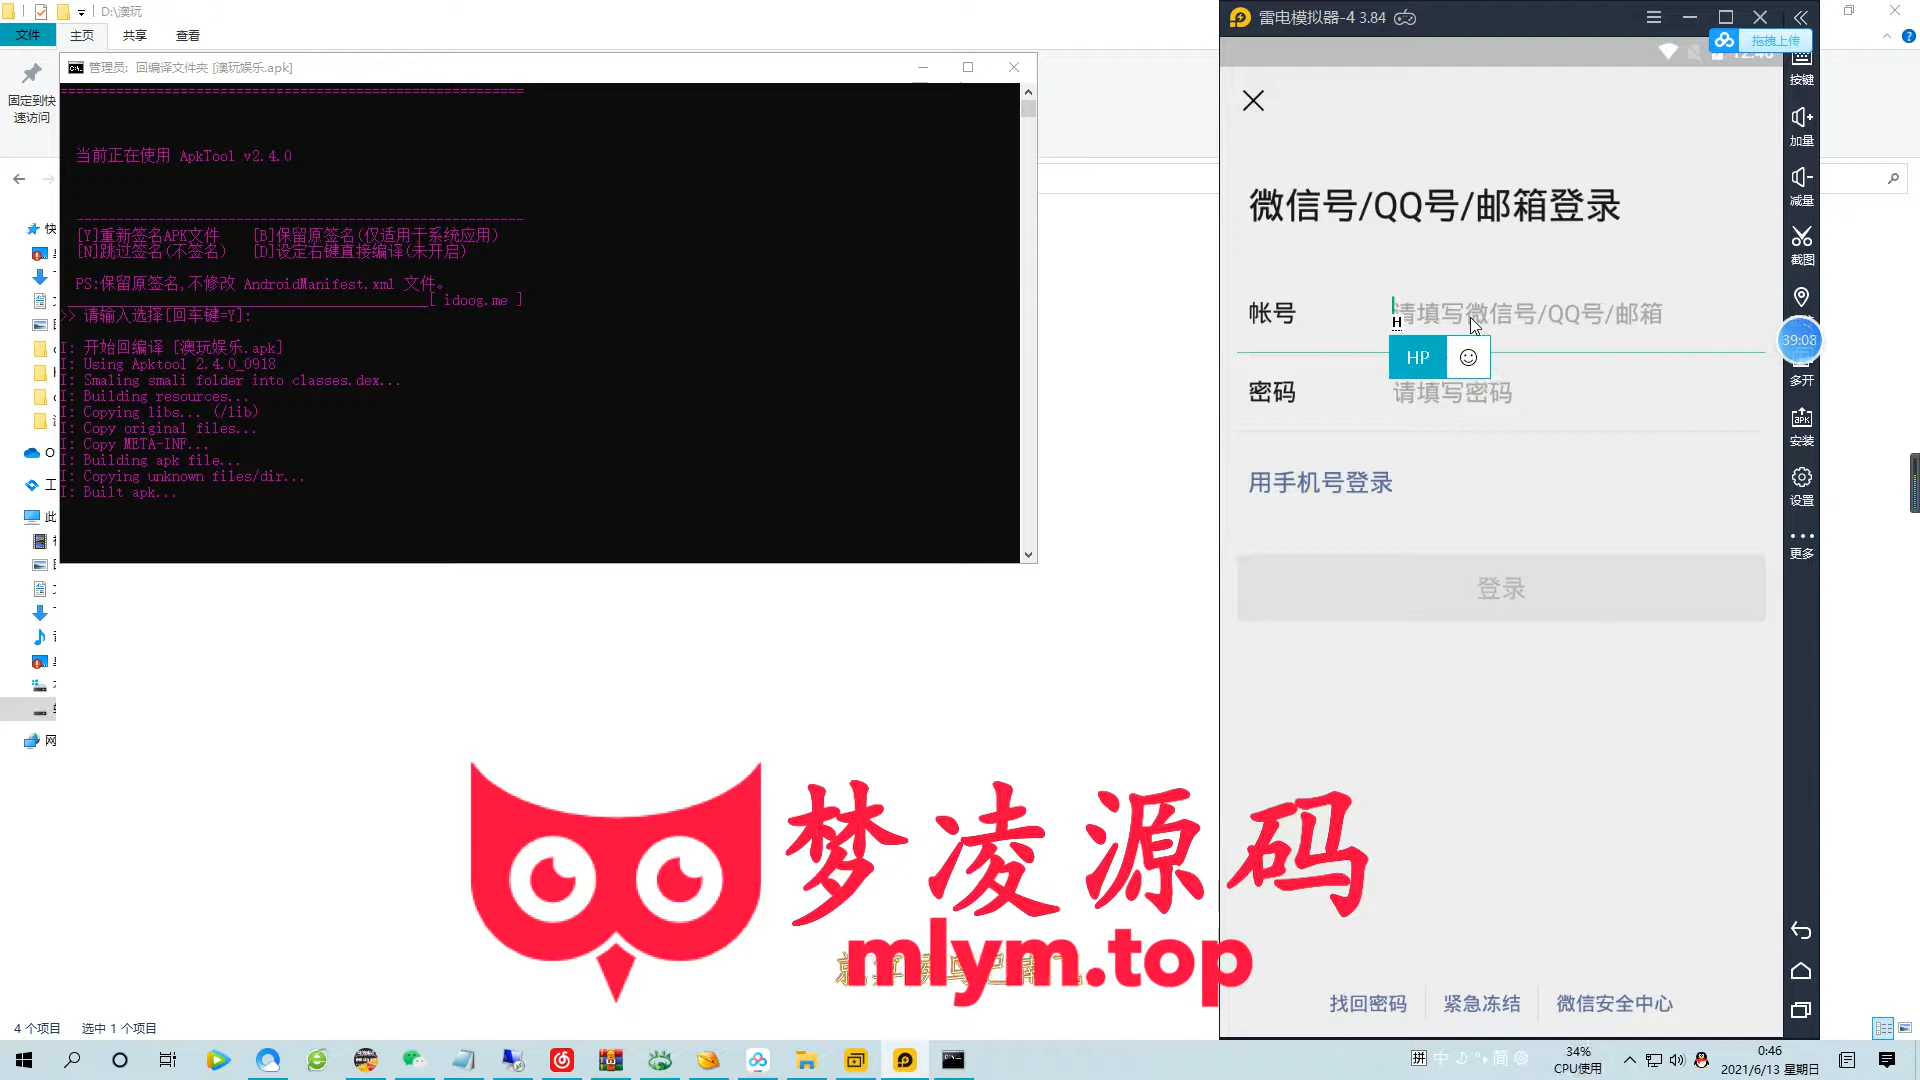 D:\澳玩
文件 主页 共享 查看
固定到快
速访问
管理员: 回编译文件夹 [澳玩娱乐.apk]
当前正在使用 ApkTool v2.4.0
[Y]重新签名APK文件 [B]保留原签名(仅适用于系统应用)
[N]跳过签名(不签名) [D]设定右键直接编译(未开启)
PS:保留原签名,不修改 AndroidManifest.xml 文件。
[ idoog.me ]
>> 请输入选择[回车键=Y]:
I: 开始回编译 [澳玩娱乐.apk]
I: Using Apktool 2.4.0_0918
I: Smaling smali folder into classes.dex...
I: Building resources...
I: Copying libs... (/lib)
I: Copy original files...
I: Copy META-INF...
I: Building apk file...
I: Copying unknown files/dir...
I: Built apk...
快
O
工
此
网
雷电模拟器-4 3.84
拖拽上传
12:46
微信号/QQ号/邮箱登录
帐号 请填写微信号/QQ号/邮箱
H
HP
密码 请填写密码
用手机号登录
登录
找回密码 紧急冻结 微信安全中心
按键
加量
减量
截图
39:08
多开
安装
设置
更多
梦凌源码
mlym.top
4 个项目 选中 1 个项目
拼 中 简
34%
CPU使用
0:46
2021/6/13 星期日